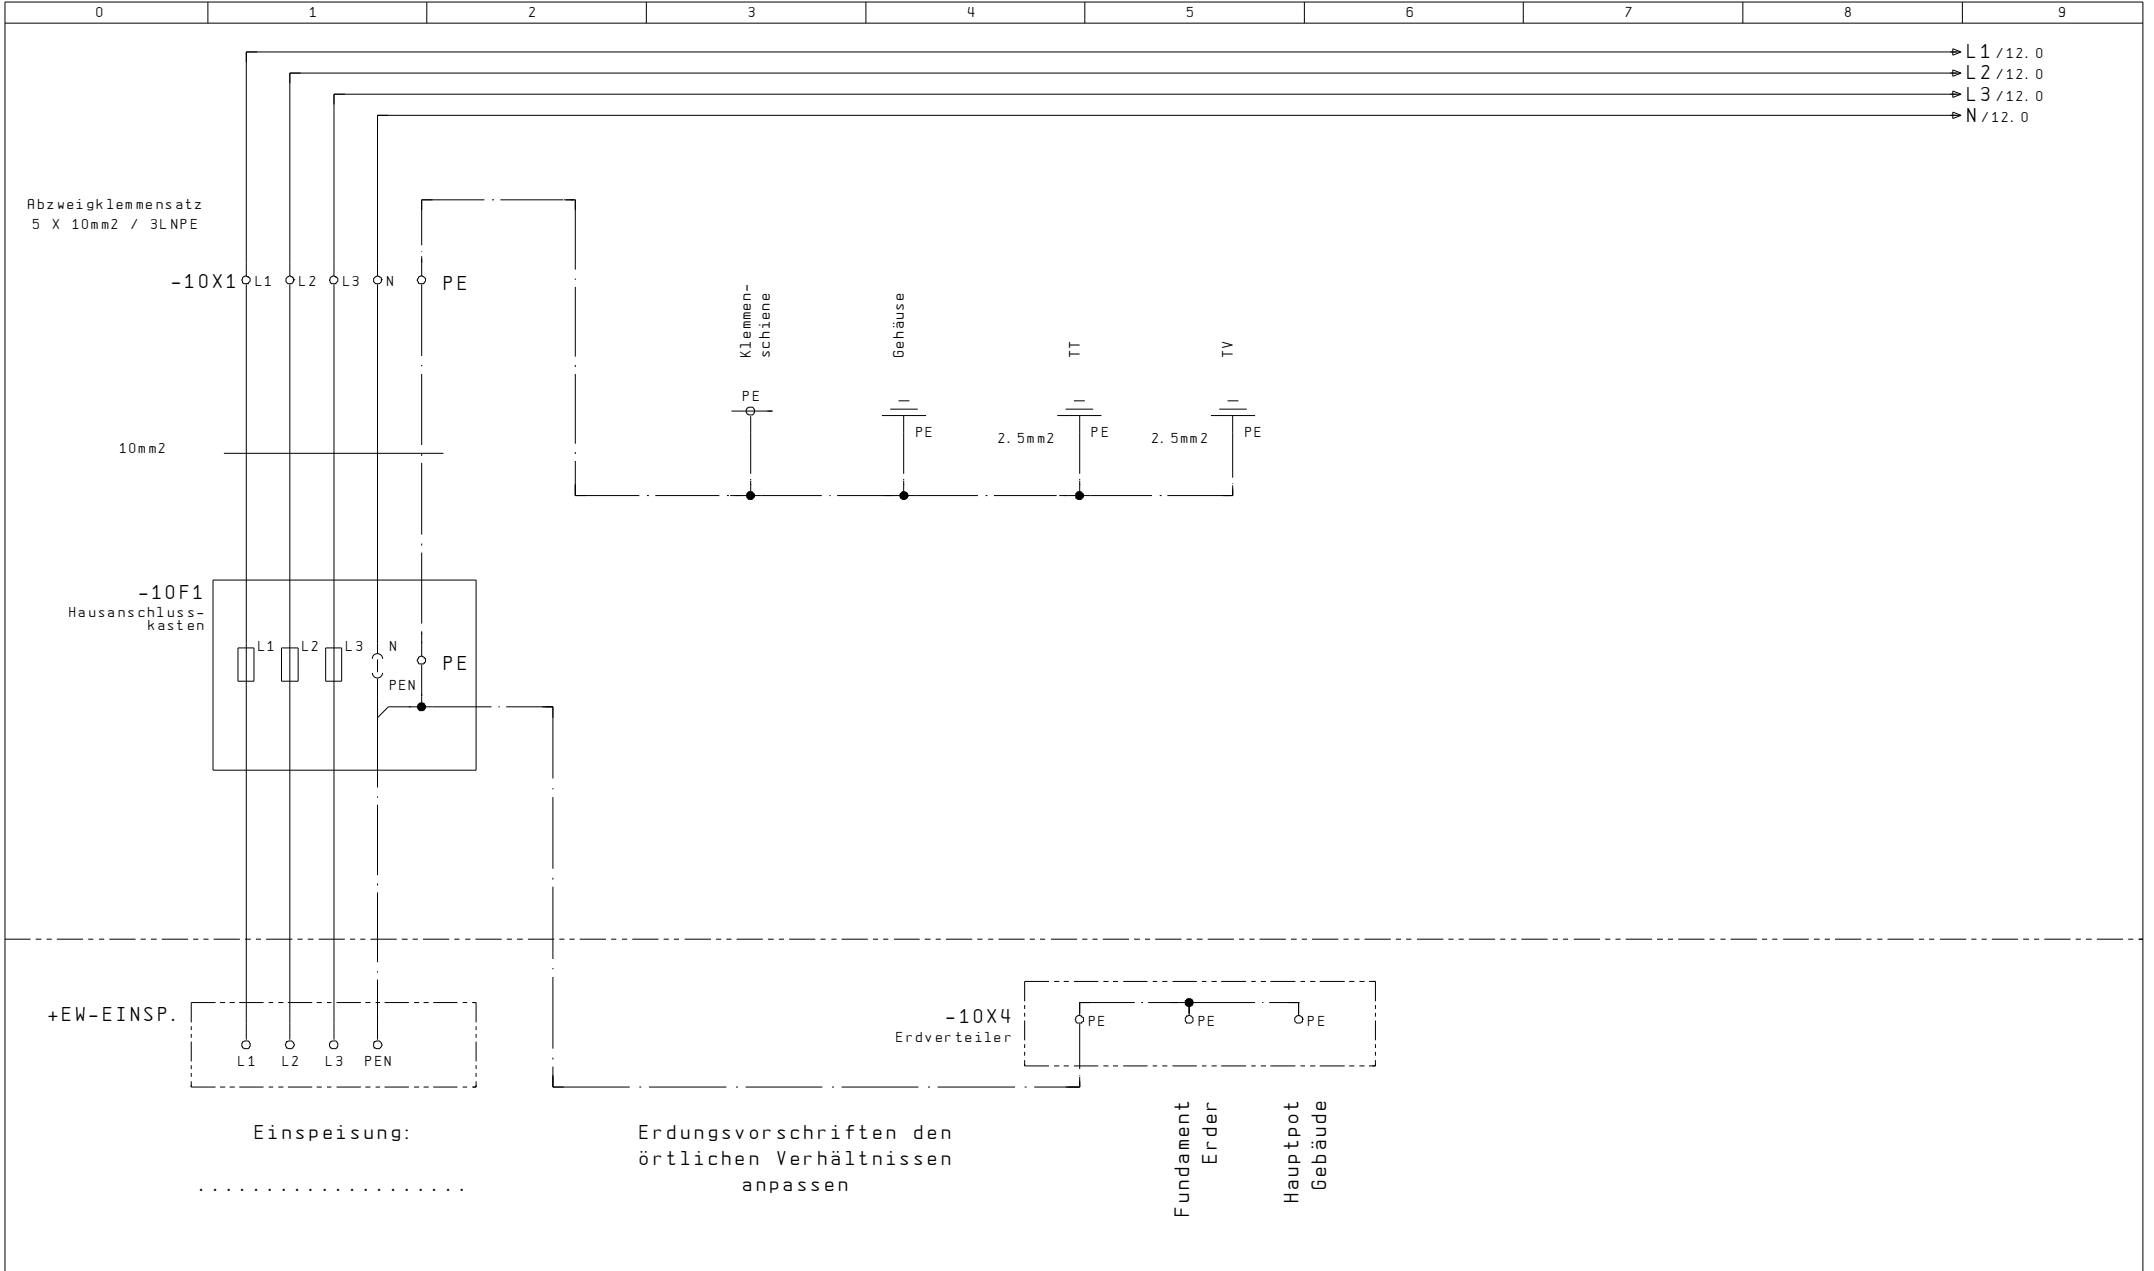 0 1 2 3 4 5 6 7 8 9
L1/12.0
L2/12.0
L3/12.0
N/12.0
Abzweigklemmensatz
5 X 10mm2 / 3LNPE
-10X1 L1 L2 L3 N PE
Klemmen-
schiene
Gehäuse
TT
TV
PE
PE
2.5mm2 PE
2.5mm2 PE
10mm2
-10F1
Hausanschluss-
kasten
L1 L2 L3 N PE
PEN
+EW-EINSP.
L1 L2 L3 PEN
-10X4
Erdverteiler
PE PE PE
Einspeisung:
....................
Erdungsvorschriften den
örtlichen Verhältnissen
anpassen
Fundament
Erder
Hauptpot
Gebäude